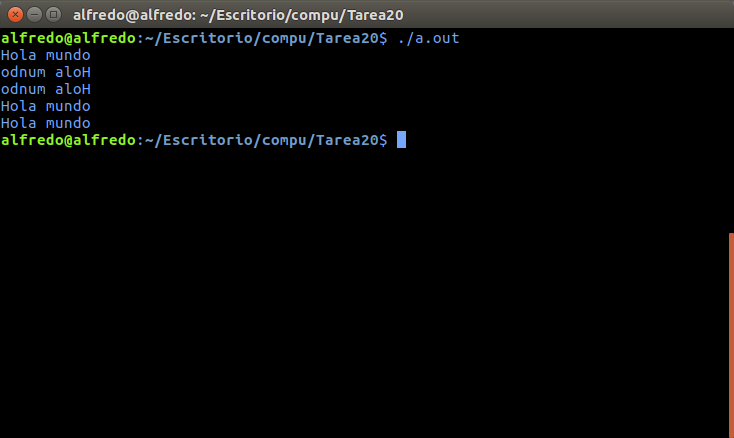 alfredo@alfredo: ~/Escritorio/compu/Tarea20
alfredo@alfredo:~/Escritorio/compu/Tarea20$ ./a.out
Hola mundo
odnum aloH
odnum aloH
Hola mundo
Hola mundo
alfredo@alfredo:~/Escritorio/compu/Tarea20$